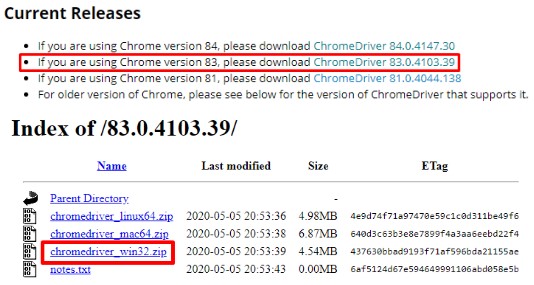 Current Releases
• If you are using Chrome version 84, please download ChromeDriver 84.0.4147.30
• If you are using Chrome version 83, please download ChromeDriver 83.0.4103.39
• If you are using Chrome version 81, please download ChromeDriver 81.0.4044.138
• For older version of Chrome, please see below for the version of ChromeDriver that supports it.
Index of /83.0.4103.39/
Name Last modified Size ETag
Parent Directory -
chromedriver_linux64.zip 2020-05-05 20:53:36 4.98MB 4e9d74f71a97470e59c1c0d311be49f6
chromedriver_mac64.zip 2020-05-05 20:53:38 6.87MB 640d3c63b3e8e7899f4a3aa6eebd22f4
chromedriver_win32.zip 2020-05-05 20:53:39 4.54MB 437630bbad9193f71af596bda21155ae
notes.txt 2020-05-05 20:53:43 0.00MB 6af5124d67e594649991106abd058e5b